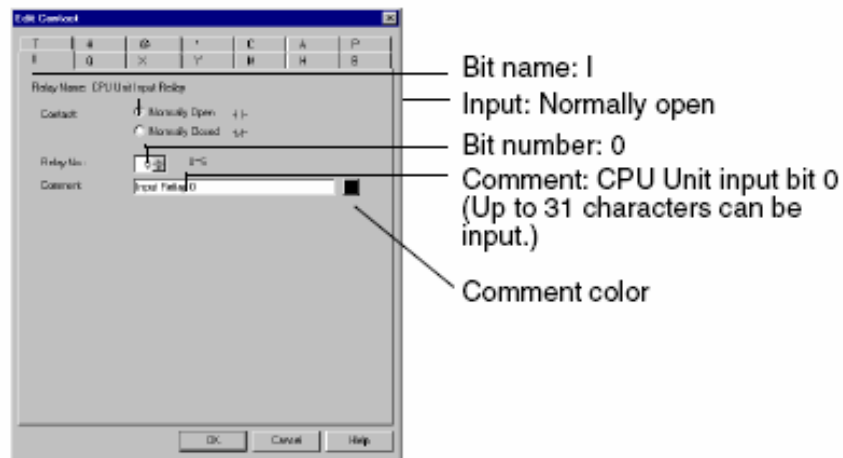 Edit Contact
T # @ * C A P
I Q X Y M H B
Relay Name: CPU Unit Input Relay
Contact: Normally Open
Normally Closed
Relay No.: 0 0~5
Comment: Input Relay 0
OK Cancel Help
Bit name: I
Input: Normally open
Bit number: 0
Comment: CPU Unit input bit 0
(Up to 31 characters can be
input.)
Comment color